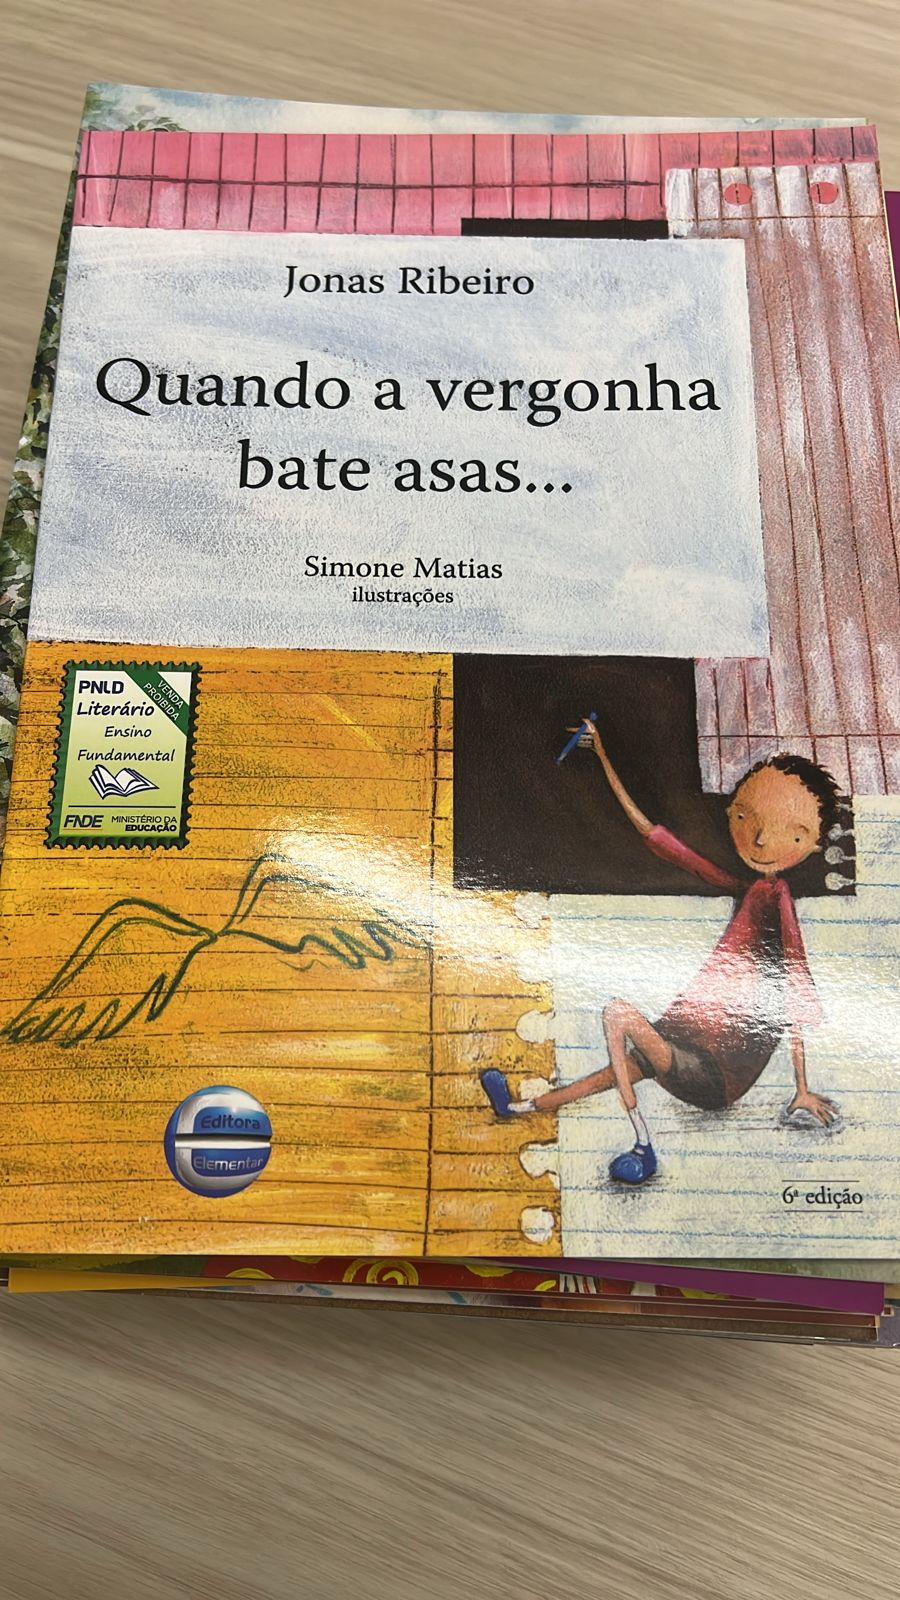 Jonas Ribeiro
Quando a vergonha
bate asas...
Simone Matias
ilustrações
PNLD
Literário
Ensino
Fundamental
VENDA
PROIBIDA
FNDE MINISTÉRIO DA
EDUCAÇÃO
Editora
Elementar
6ª edição